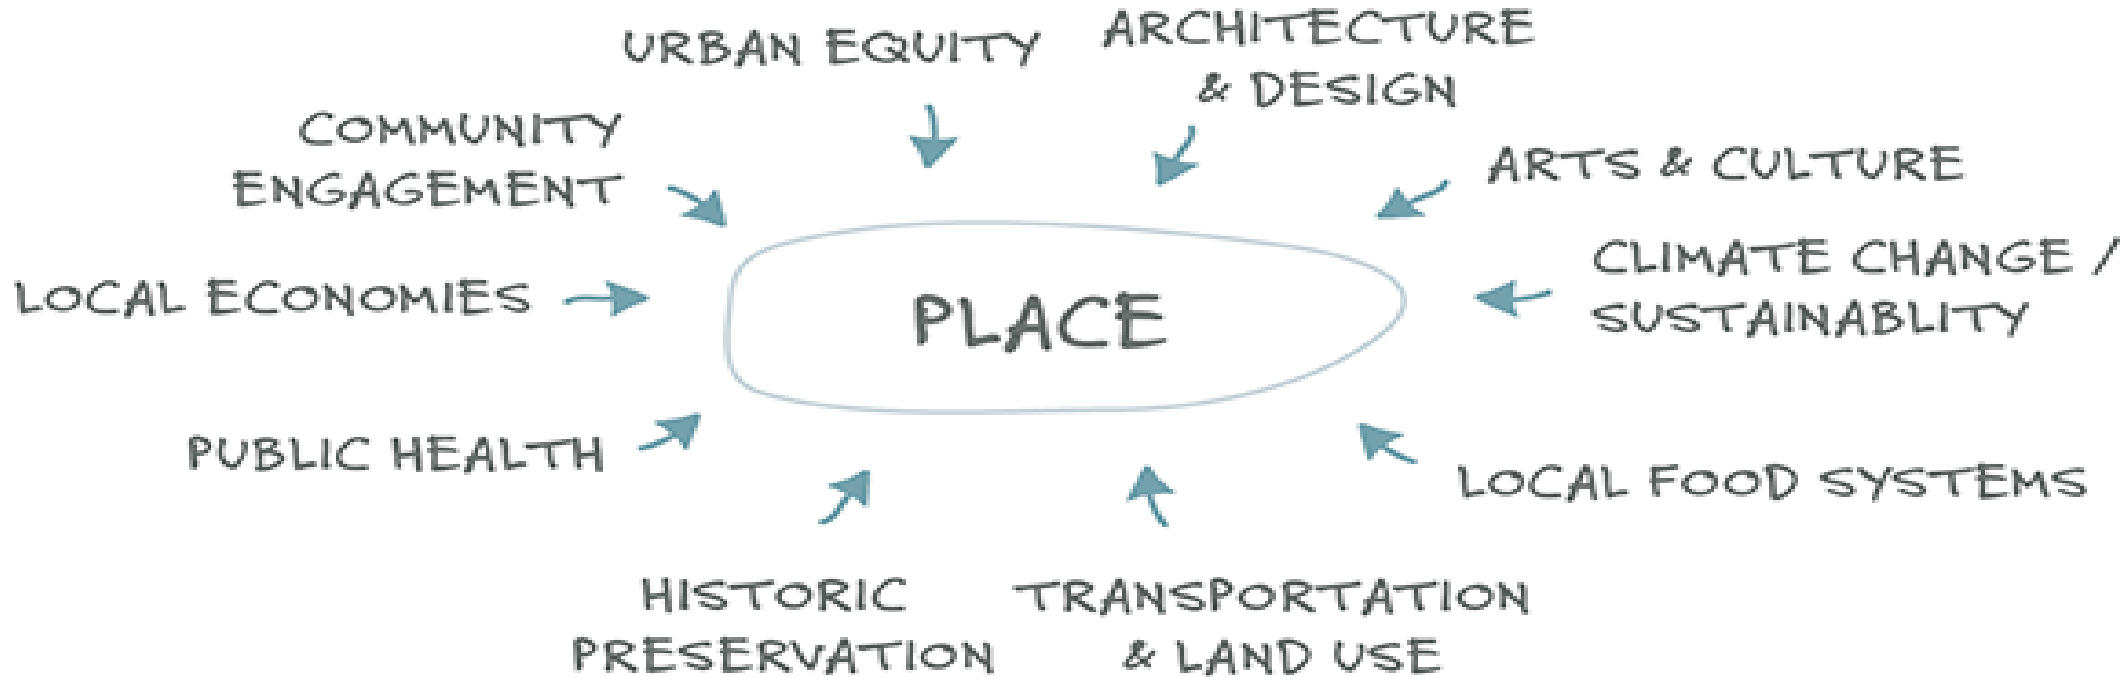 URBAN EQUITY
ARCHITECTURE
& DESIGN
COMMUNITY
ENGAGEMENT
ARTS & CULTURE
CLIMATE CHANGE /
SUSTAINABLITY
LOCAL ECONOMIES
PLACE
PUBLIC HEALTH
LOCAL FOOD SYSTEMS
HISTORIC
PRESERVATION
TRANSPORTATION
& LAND USE